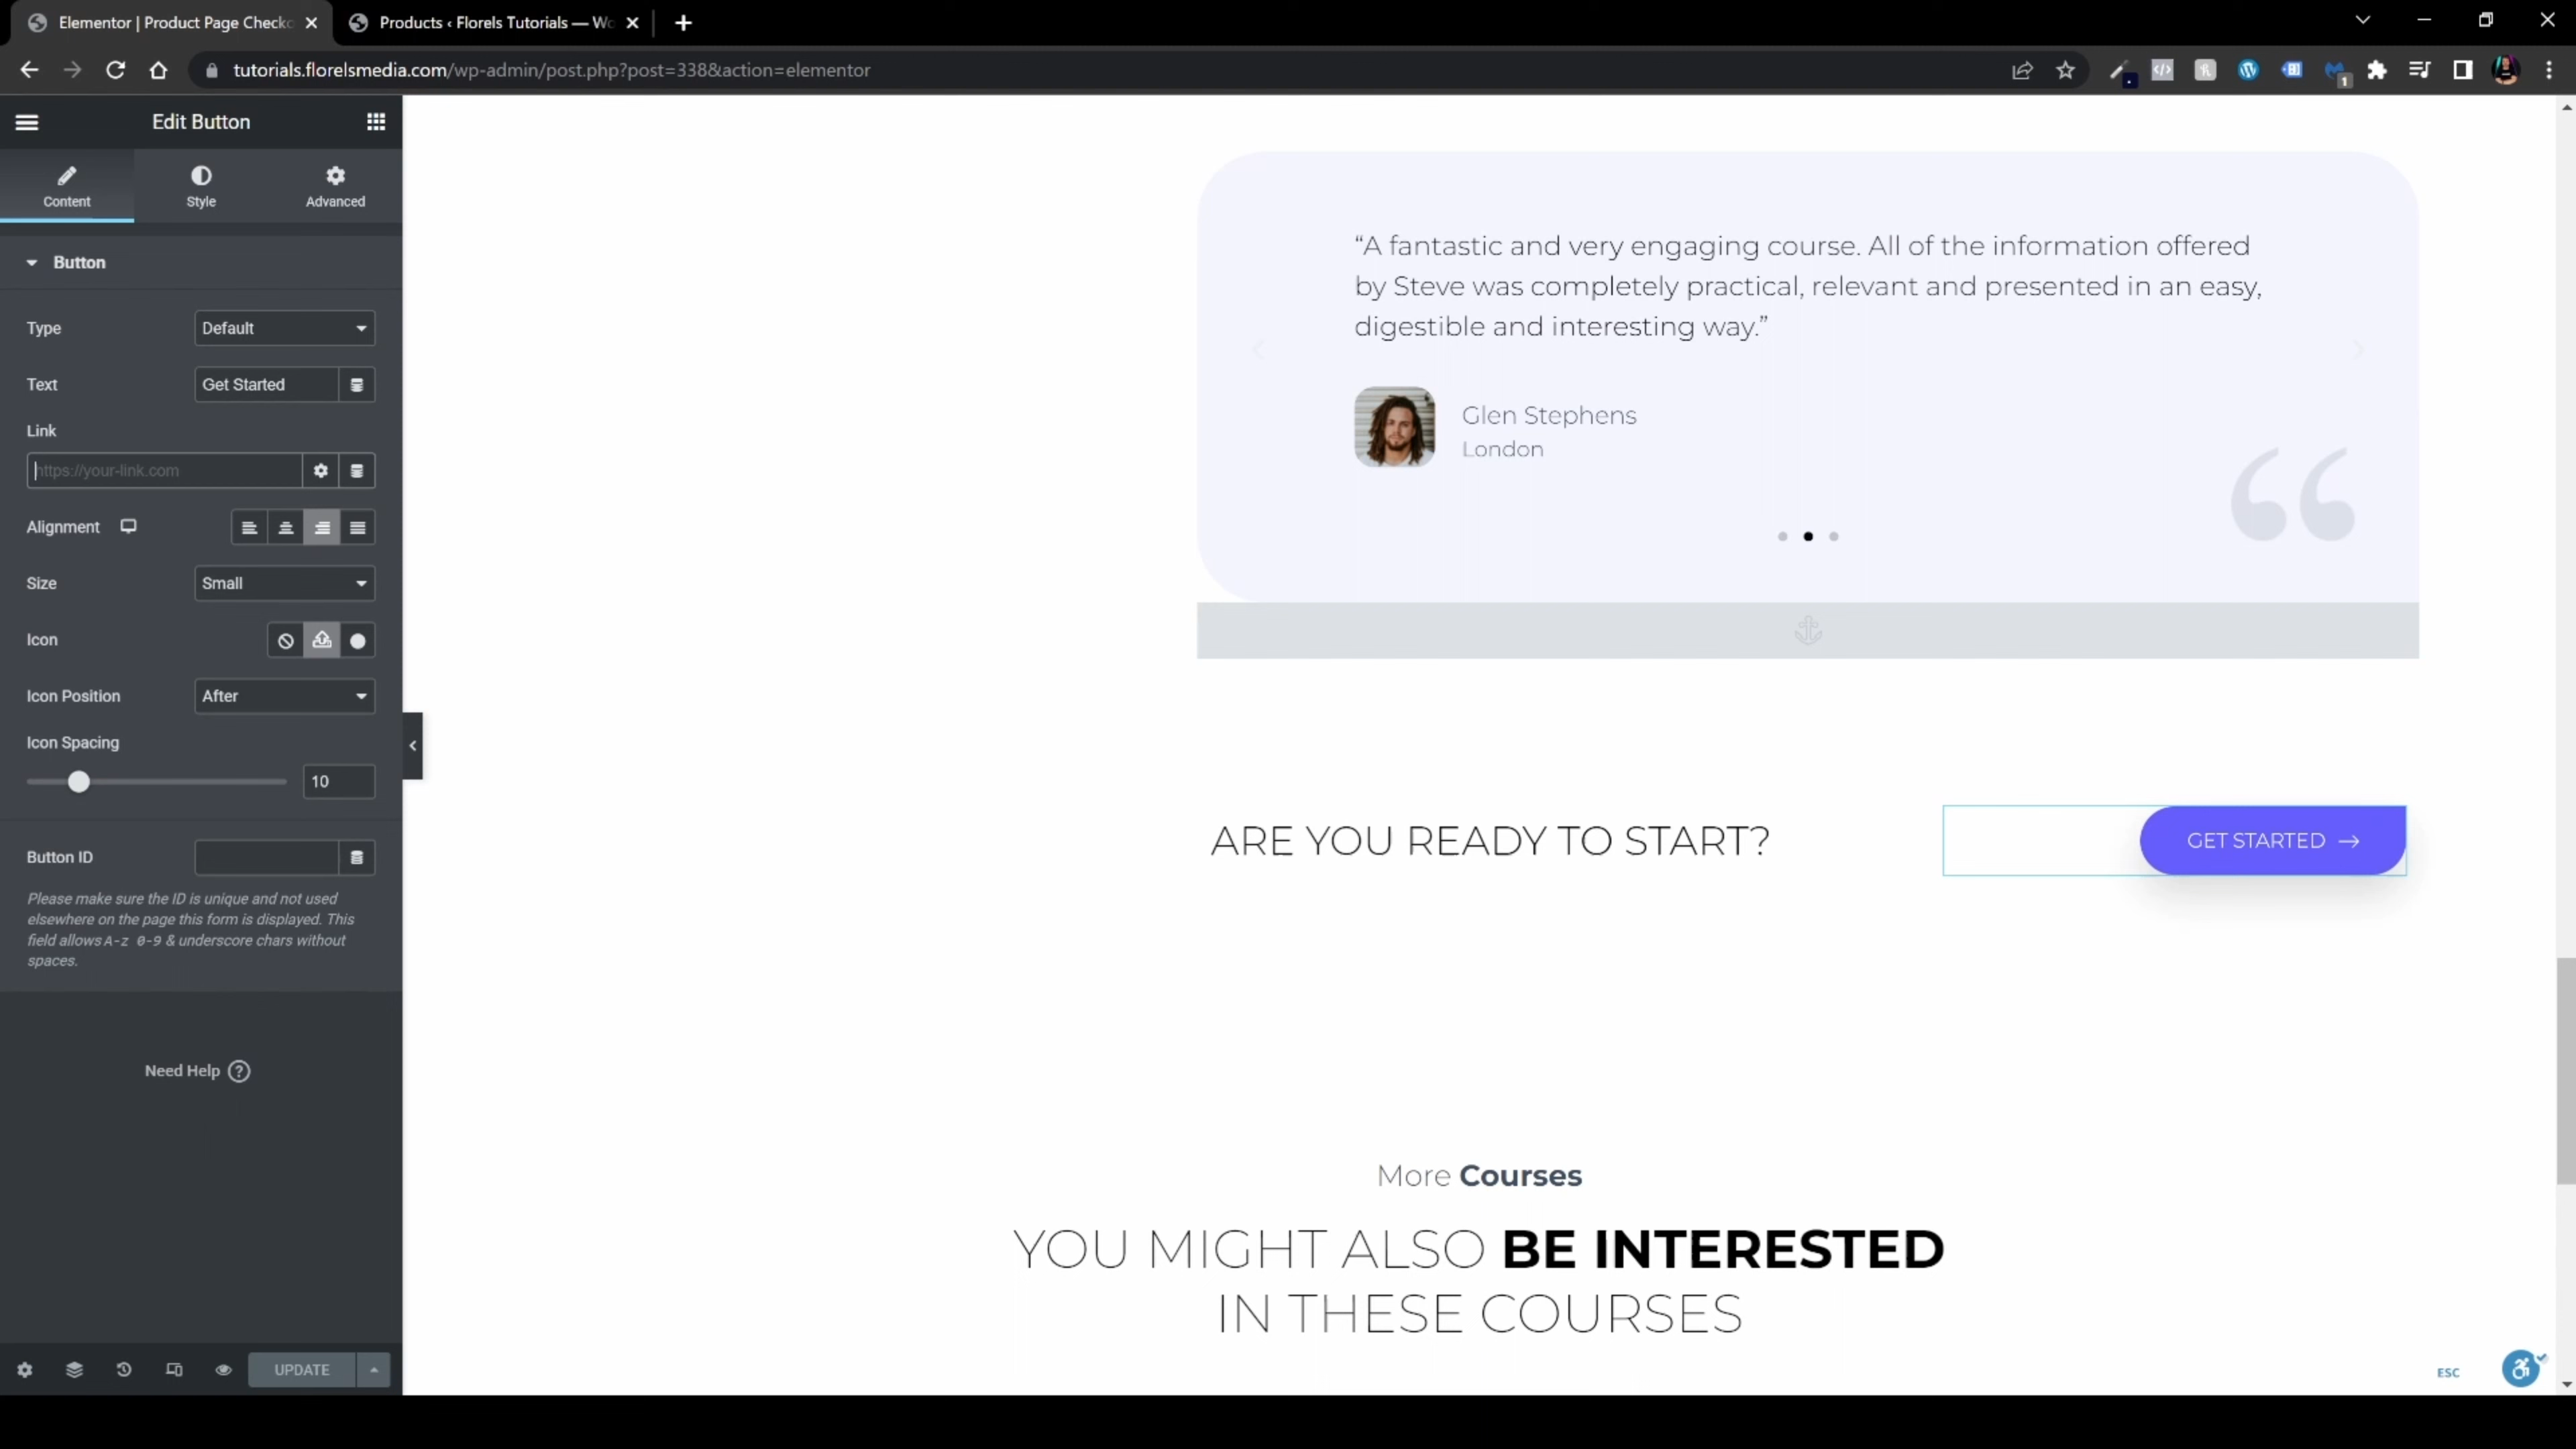 Elementor | Product Page Checko
Products ‹ Florels Tutorials — Wo
tutorials.florelsmedia.com/wp-admin/post.php?post=338&action=elementor
1
Edit Button
Content
Style
Advanced
Button
Type
Default
Text
Get Started
Link
https://your-link.com
Alignment
Size
Small
Icon
Icon Position
After
Icon Spacing
10
Button ID
Please make sure the ID is unique and not used
elsewhere on the page this form is displayed. This
field allows A-z 0-9 & underscore chars without
spaces.
Need Help
?
UPDATE
“A fantastic and very engaging course. All of the information offered
by Steve was completely practical, relevant and presented in an easy,
digestible and interesting way.”
Glen Stephens
London
“
ARE YOU READY TO START?
GET STARTED →
More Courses
YOU MIGHT ALSO BE INTERESTED
IN THESE COURSES
ESC